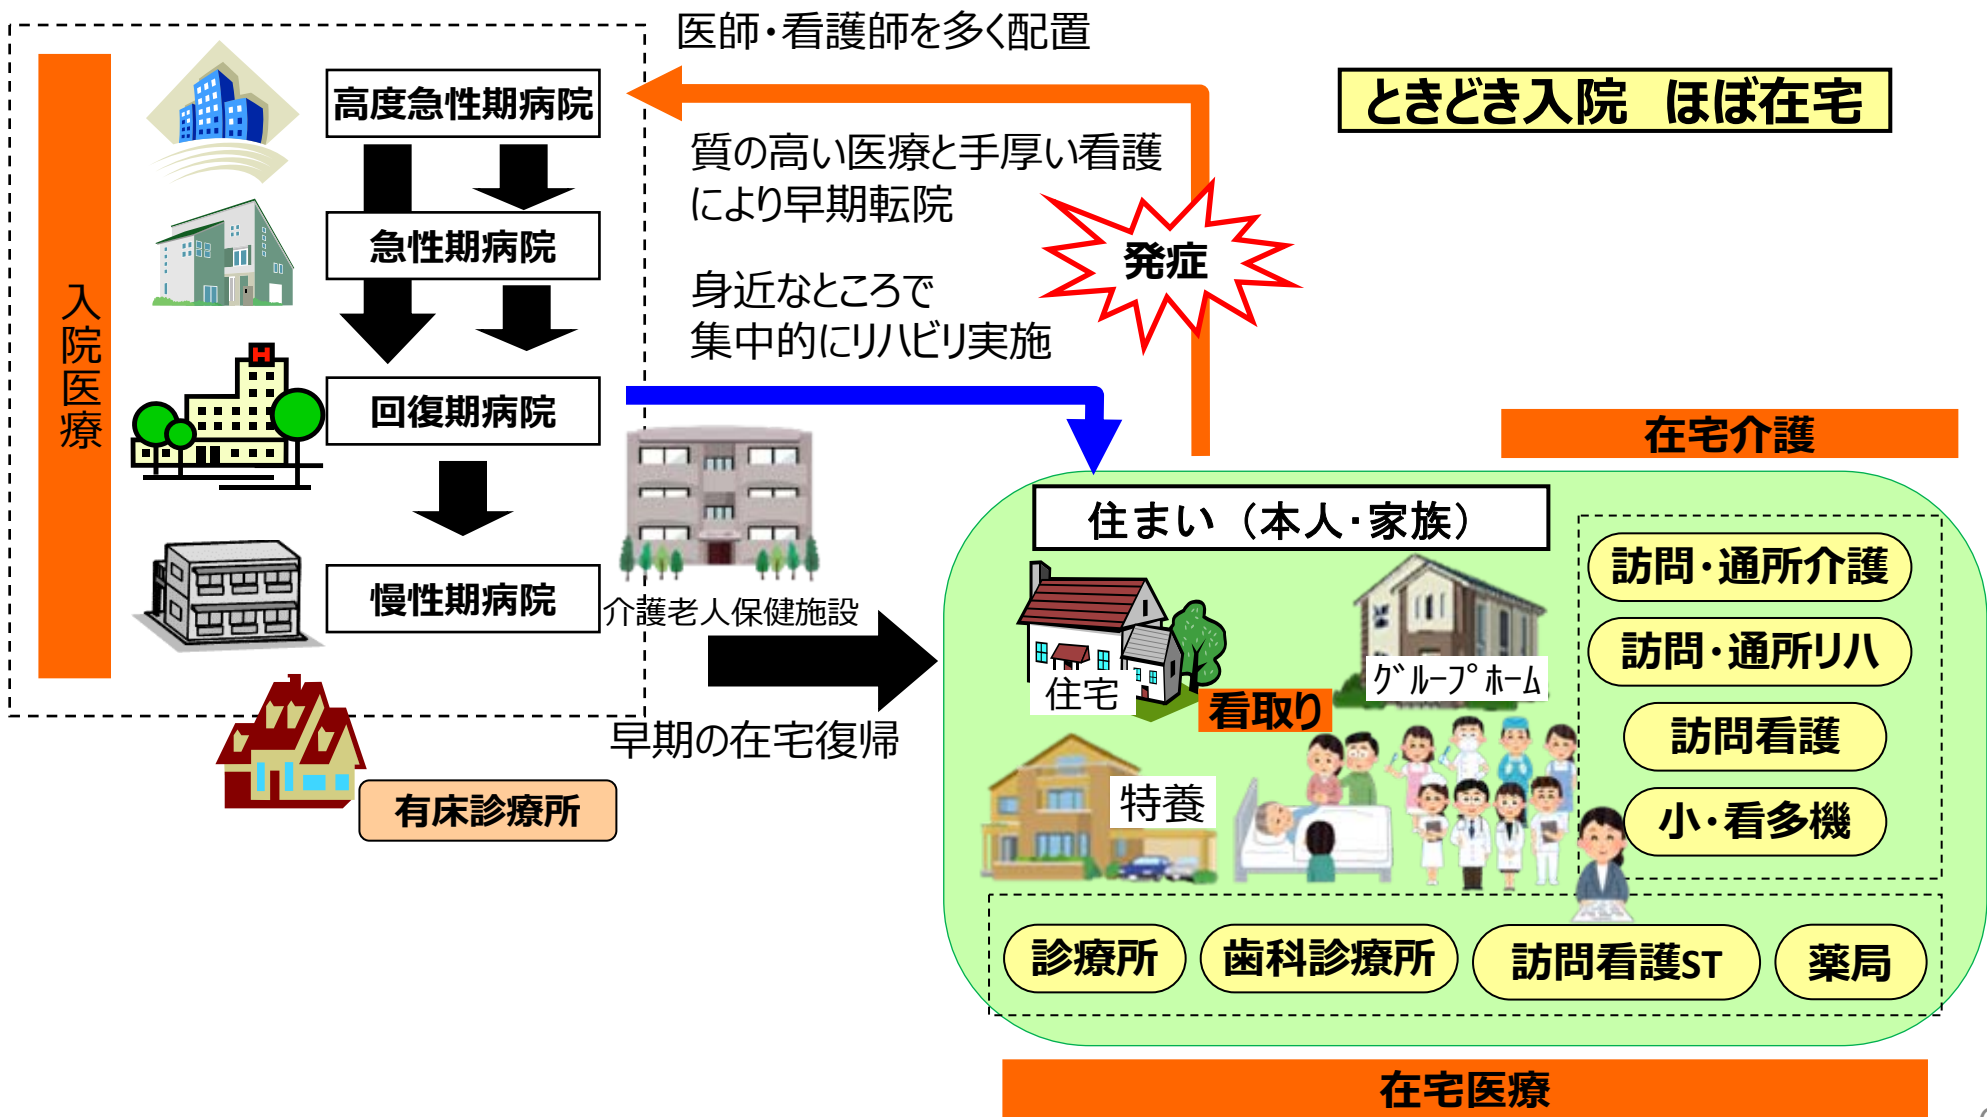 医師・看護師を多く配置
ときどき入院　ほぼ在宅
入院医療
高度急性期病院
質の高い医療と手厚い看護
により早期転院
急性期病院
発症
身近なところで
集中的にリハビリ実施
H
回復期病院
在宅介護
住まい（本人・家族）
訪問・通所介護
慢性期病院
介護老人保健施設
訪問・通所リハ
住宅
ｸﾞﾙｰﾌﾟﾎｰﾑ
看取り
早期の在宅復帰
訪問看護
特養
有床診療所
小・看多機
診療所
歯科診療所
訪問看護ST
薬局
在宅医療